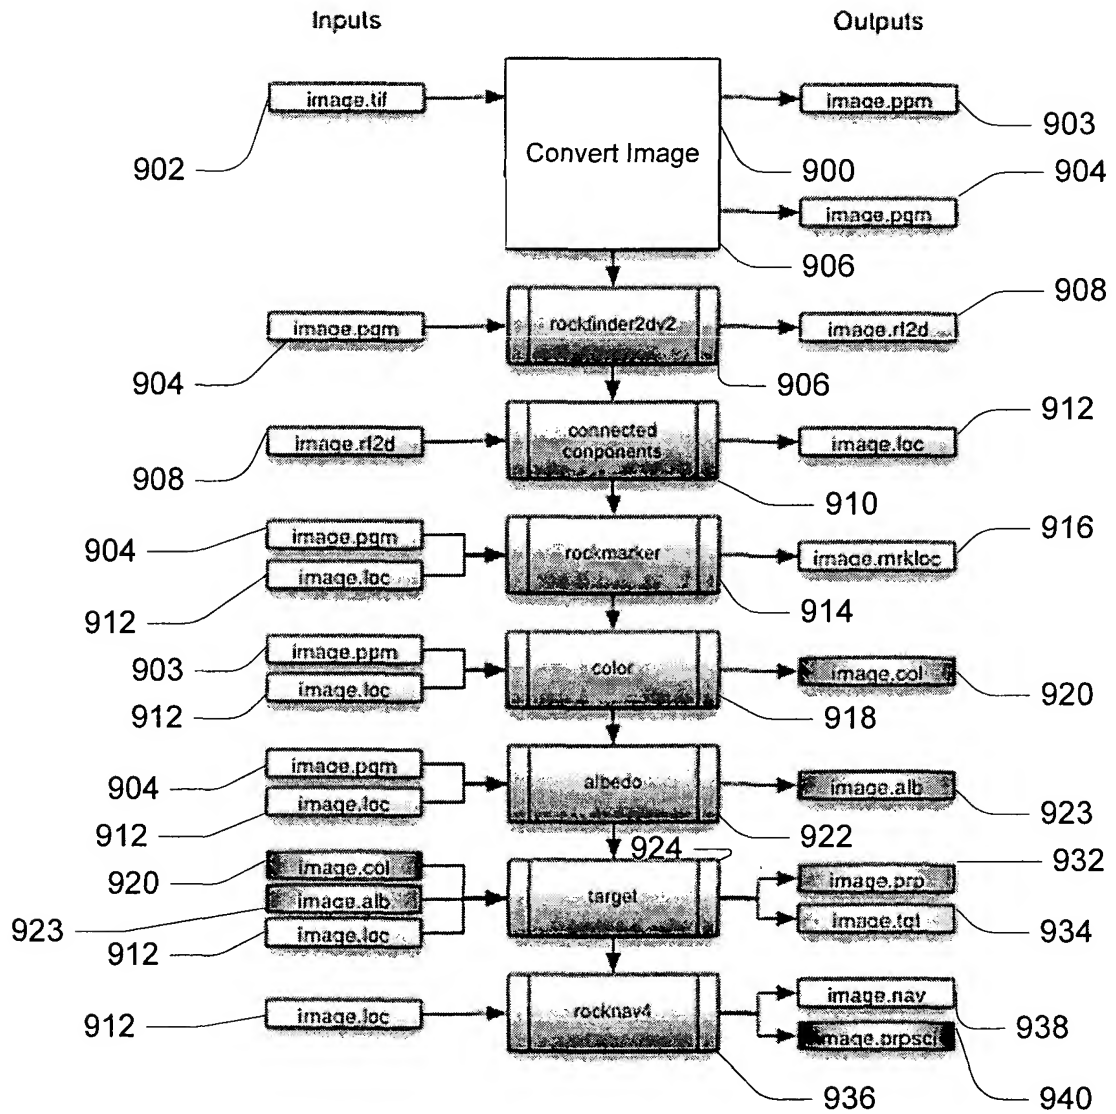 Inputs
Outputs
image.tif
Convert Image
image.ppm
902
900
903
904
image.pgm
906
image.pgm
rockfinder2dv2
image.rf2d
908
904
906
image.rf2d
connected
conponents
image.loc
912
908
910
904
image.pgm
image.loc
rockmarker
image.mrkloc
916
912
914
903
image.ppm
image.loc
color
image.col
912
918
920
904
image.pgm
image.loc
albedo
image.alb
912
922
923
924
932
920
image.col
image.alb
image.loc
target
image.prp
image.tgt
923
912
934
912
image.loc
rocknav4
image.nav
image.prpscl
938
936
940